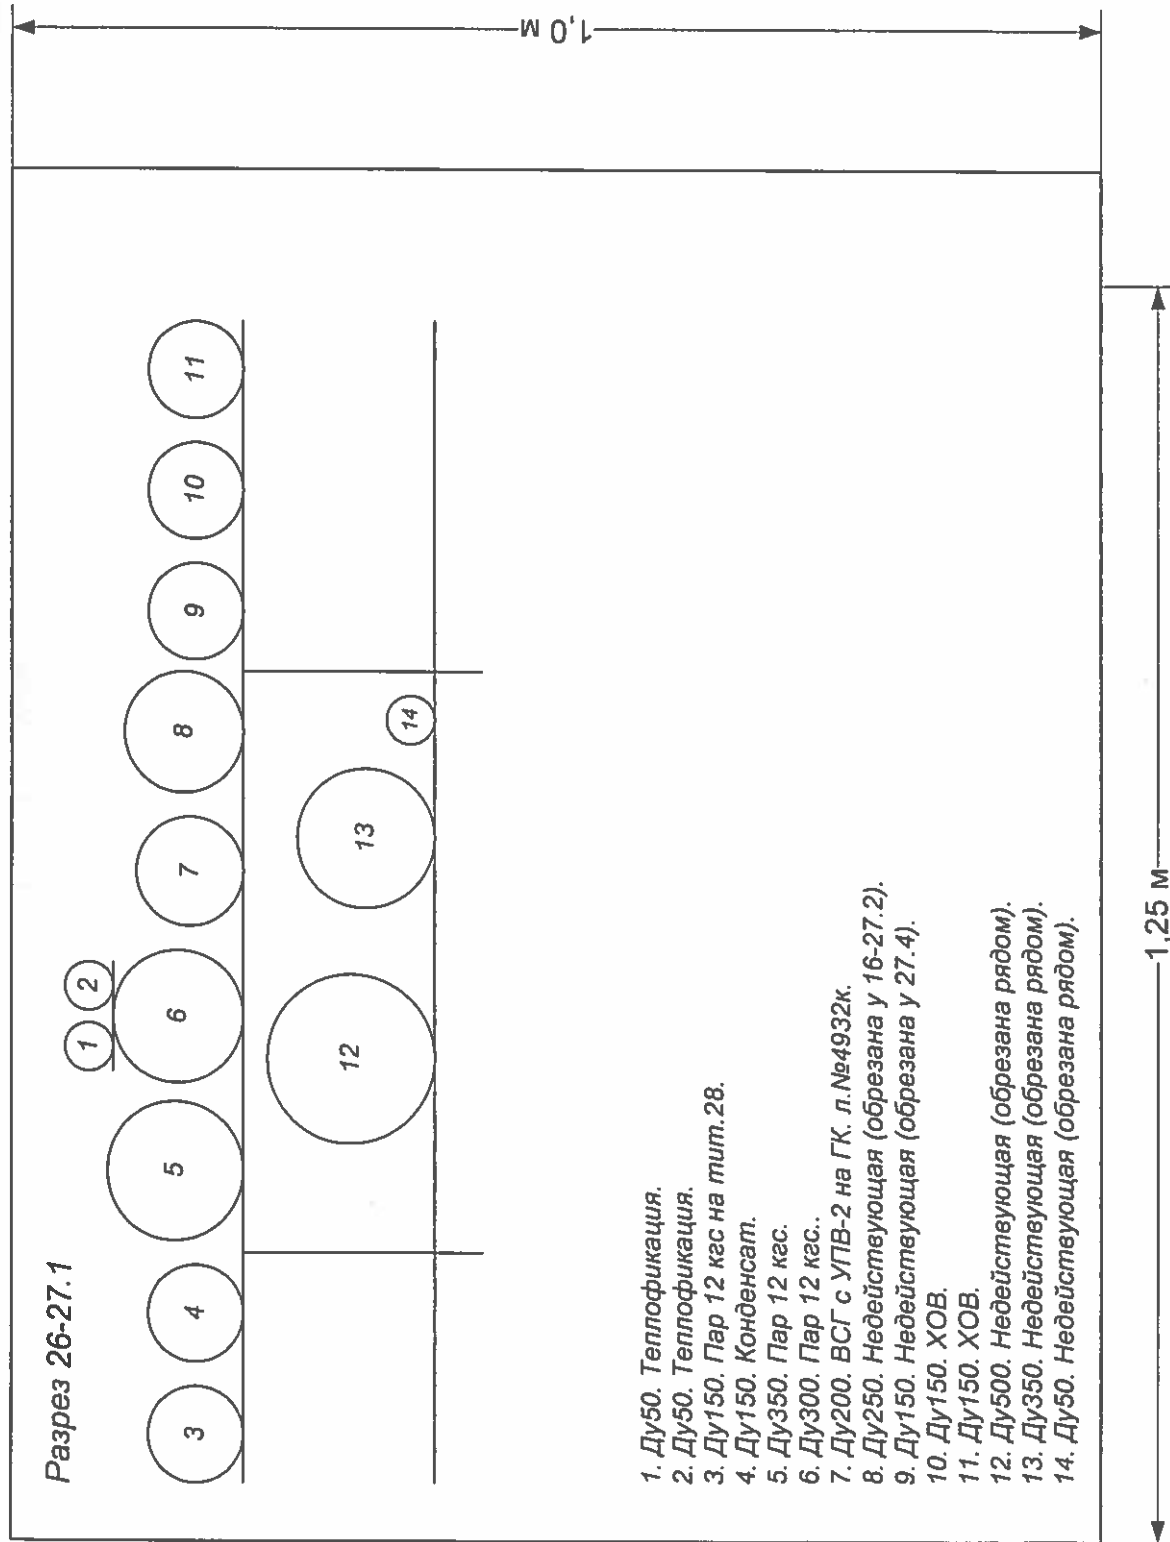 Разрез 26-27.1
1
2
3
4
5
6
7
8
9
10
11
12
13
14
1. Ду50. Теплофикация.
2. Ду50. Теплофикация.
3. Ду150. Пар 12 кгс на тит.28.
4. Ду150. Конденсат.
5. Ду350. Пар 12 кгс.
6. Ду300. Пар 12 кгс..
7. Ду200. ВСГ с УПВ-2 на ГК. л.№4932к.
8. Ду250. Недействующая (обрезана у 16-27.2).
9. Ду150. Недействующая (обрезана у 27.4).
10. Ду150. ХОВ.
11. Ду150. ХОВ.
12. Ду500. Недействующая (обрезана рядом).
13. Ду350. Недействующая (обрезана рядом).
14. Ду50. Недействующая (обрезана рядом).
1,25 м
1,0 м